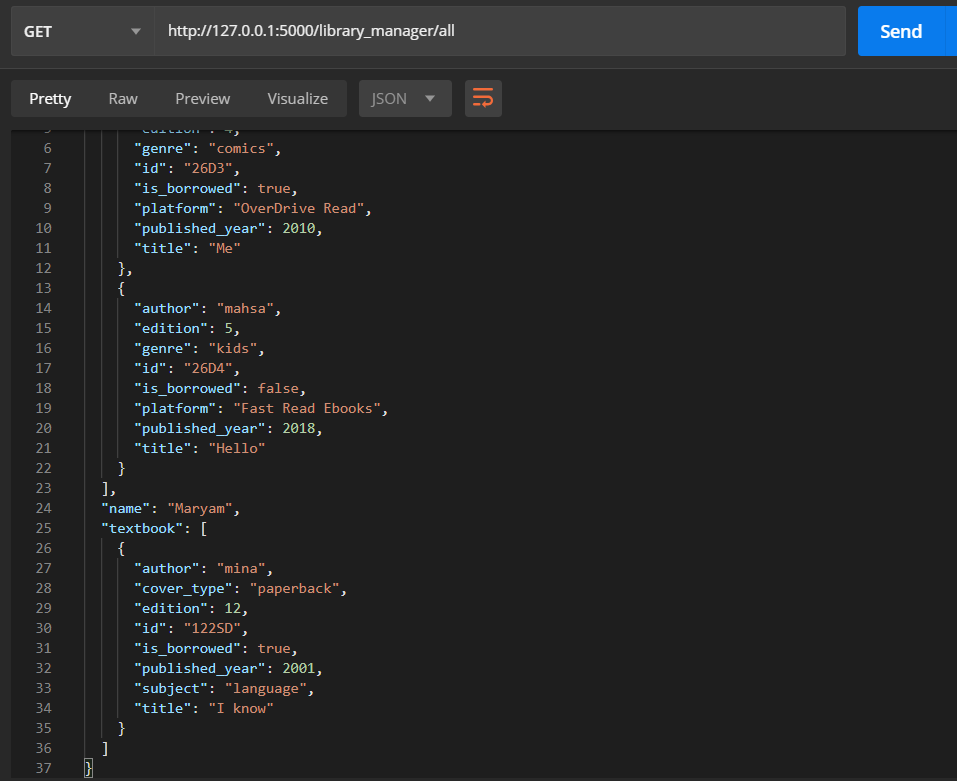 GET http://127.0.0.1:5000/library_manager/all Send
Pretty Raw Preview Visualize JSON
5 "edition": 4,
6 "genre": "comics",
7 "id": "26D3",
8 "is_borrowed": true,
9 "platform": "OverDrive Read",
10 "published_year": 2010,
11 "title": "Me"
12 },
13 {
14 "author": "mahsa",
15 "edition": 5,
16 "genre": "kids",
17 "id": "26D4",
18 "is_borrowed": false,
19 "platform": "Fast Read Ebooks",
20 "published_year": 2018,
21 "title": "Hello"
22 }
23 ],
24 "name": "Maryam",
25 "textbook": [
26 {
27 "author": "mina",
28 "cover_type": "paperback",
29 "edition": 12,
30 "id": "122SD",
31 "is_borrowed": true,
32 "published_year": 2001,
33 "subject": "language",
34 "title": "I know"
35 }
36 ]
37 }